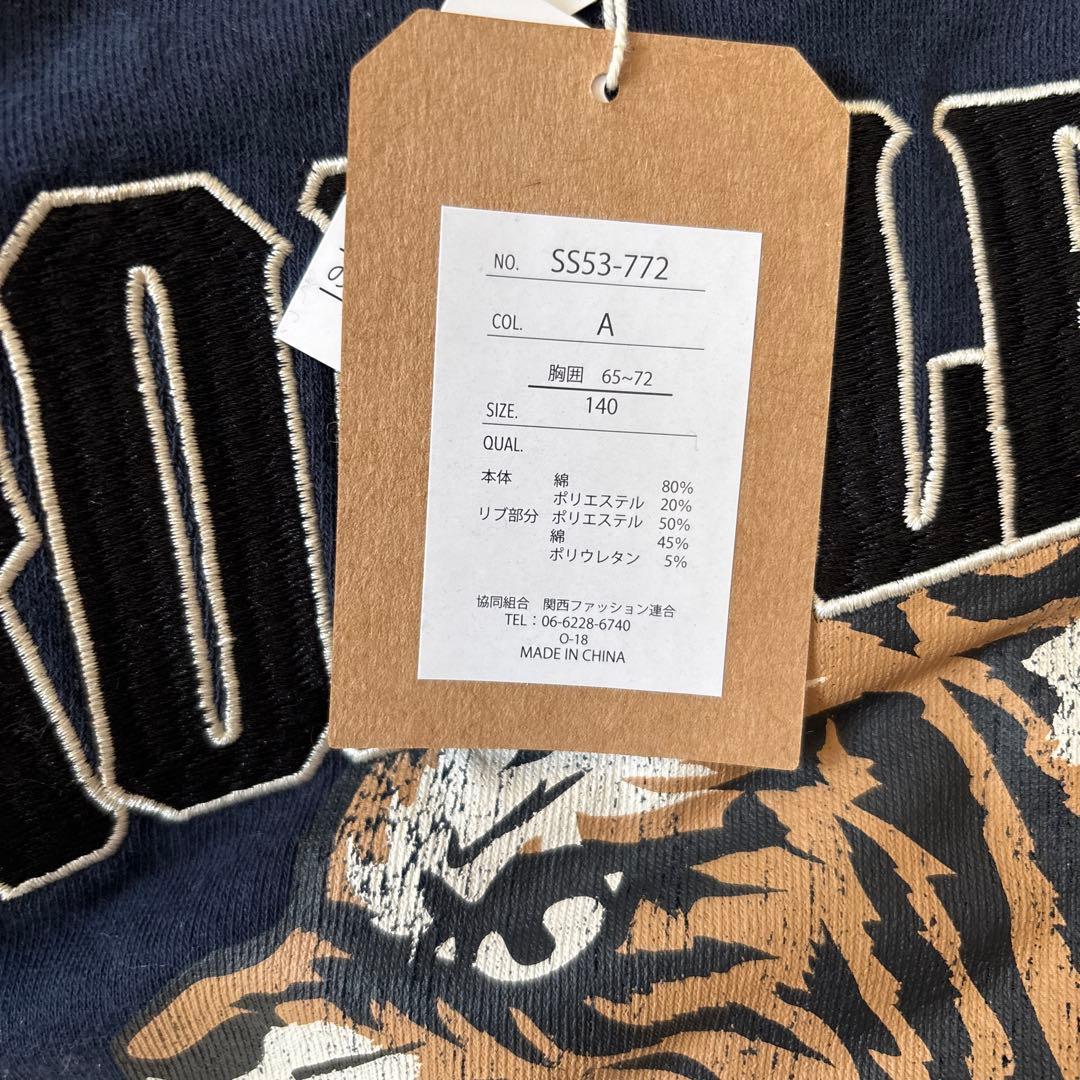 NO. SS53-772
COL. A
胸囲 65~72
SIZE. 140
QUAL.
本体 綿 80%
ポリエステル 20%
リブ部分 ポリエステル 50%
綿 45%
ポリウレタン 5%
協同組合 関西ファッション連合
TEL：06-6228-6740
O-18
MADE IN CHINA